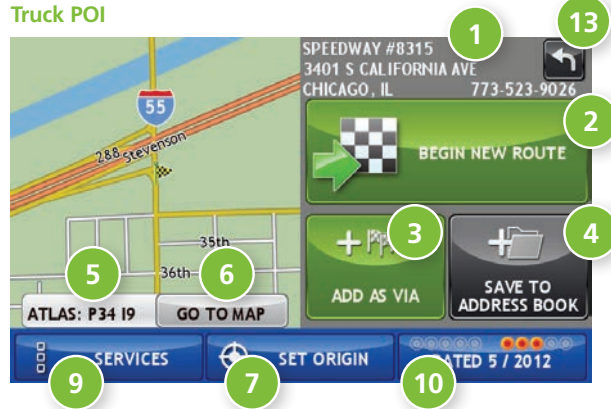 Truck POI
1
13
SPEEDWAY #8315
3401 S CALIFORNIA AVE
CHICAGO, IL 773-523-9026
55
2
BEGIN NEW ROUTE
288 Stevenson
3
4
35th
5
6
36th
ADD AS VIA
SAVE TO
ADDRESS BOOK
ATLAS: P34 I9
GO TO MAP
SERVICES
SET ORIGIN
DATED 5 / 2012
9
7
10